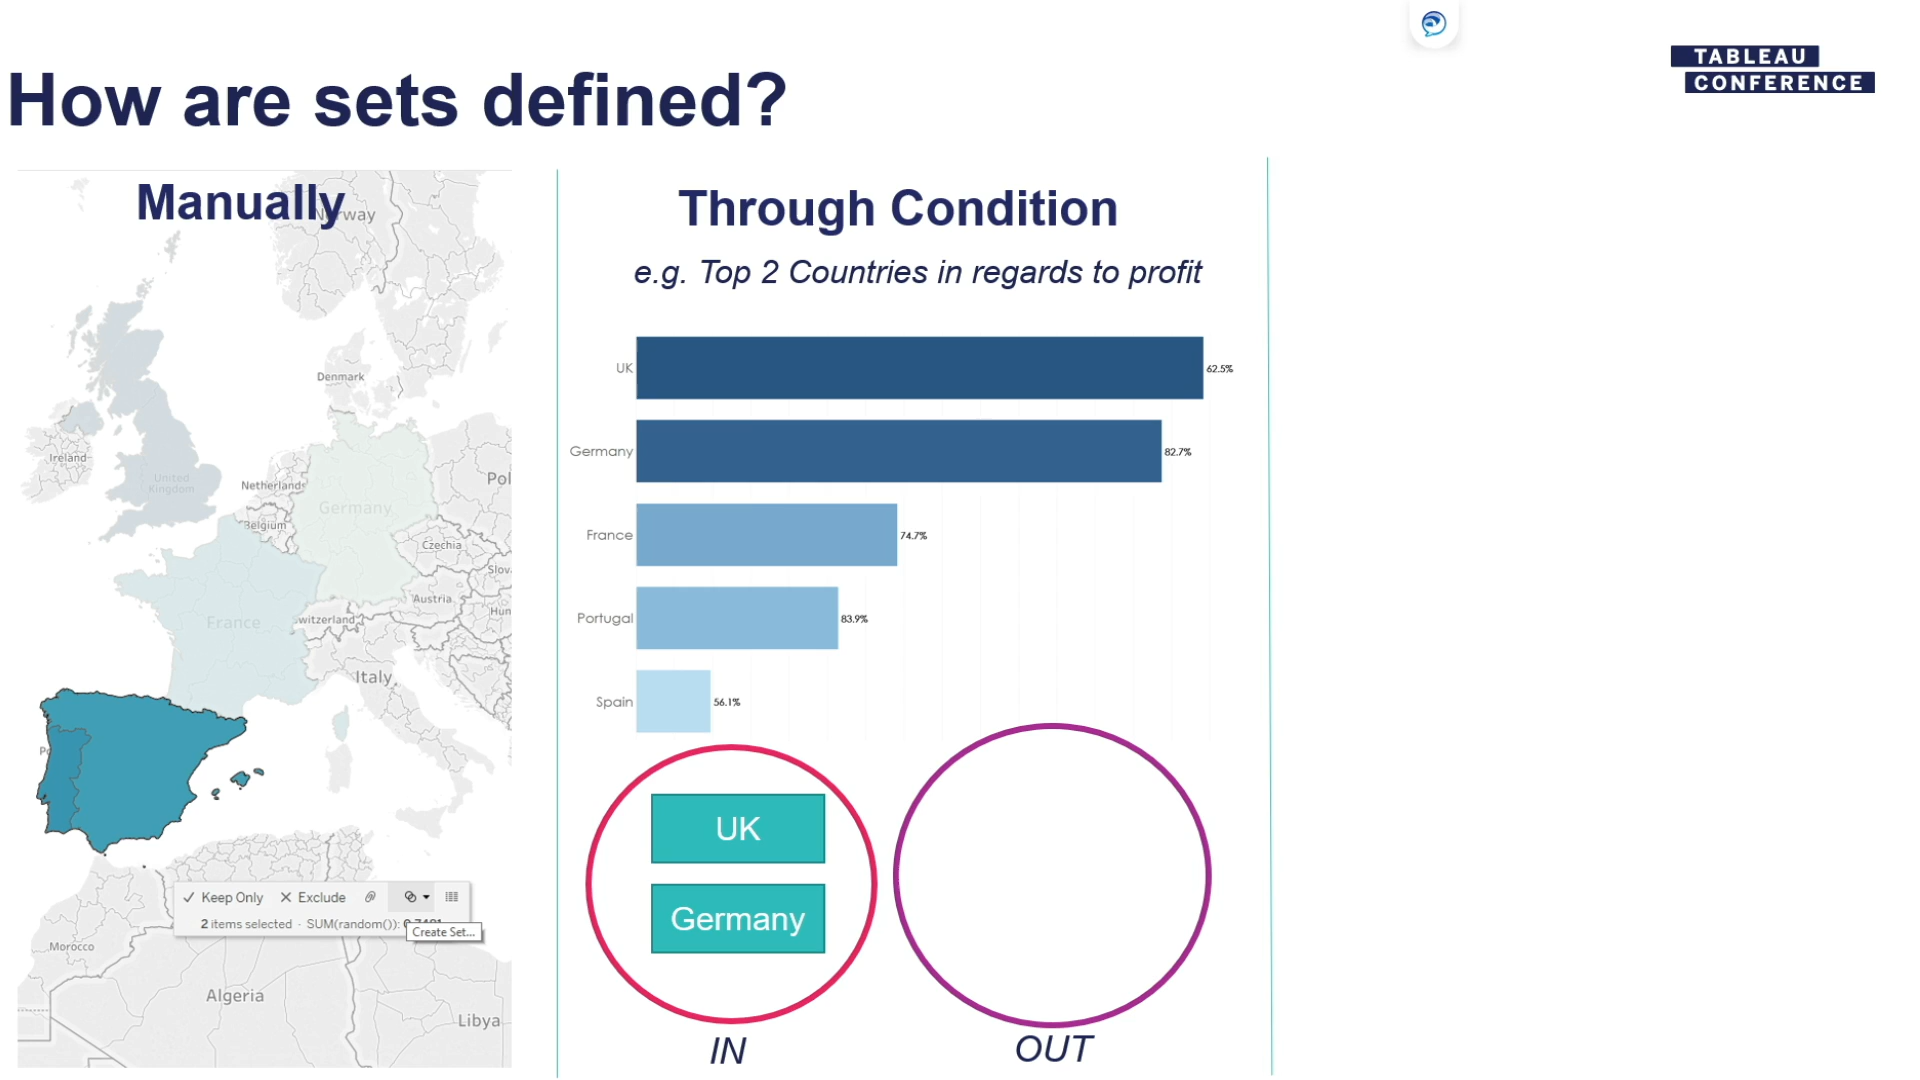 TABLEAU
CONFERENCE
How are sets defined?
Manually
Norway
Denmark
Ireland
United
Kingdom
Netherlands
Pol
Germany
Belgium
Czechia
Slov
Austria
Hun
Switzerland
France
Italy
Po
Keep Only
Exclude
2 items selected - SUM(random()):
Create Set...
Morocco
Algeria
Libya
Through Condition
e.g. Top 2 Countries in regards to profit
UK 62.5%
Germany 82.7%
France 74.7%
Portugal 83.9%
Spain 56.1%
UK
Germany
IN
OUT